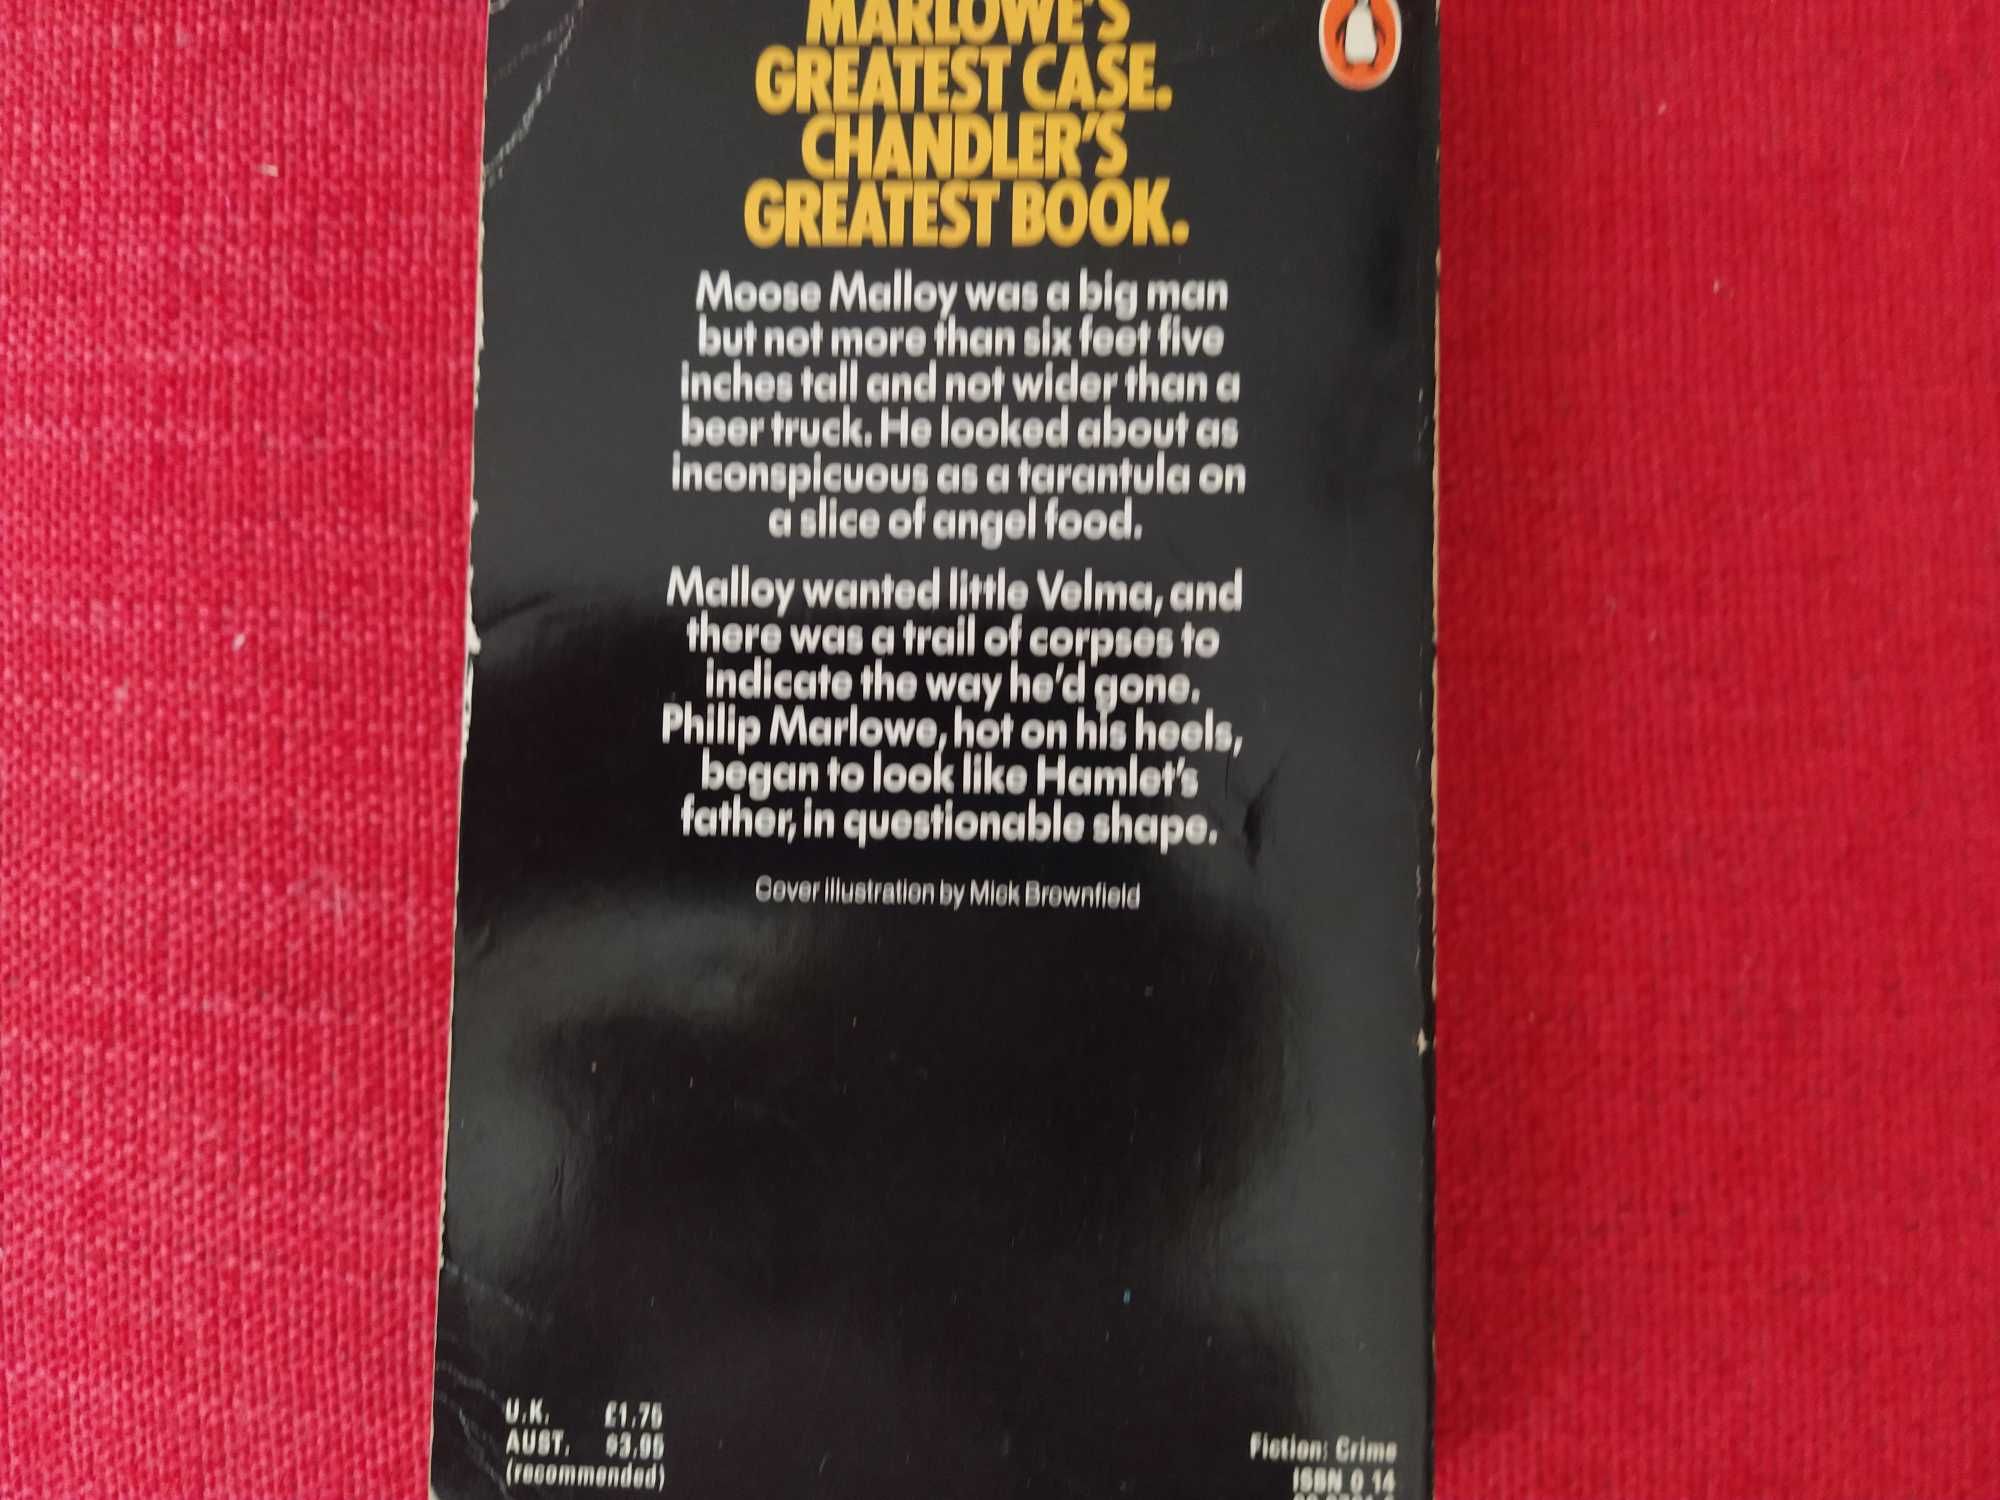 MARLOWE'S
GREATEST CASE.
CHANDLER'S
GREATEST BOOK.
Moose Malloy was a big man
but not more than six feet five
inches tall and not wider than a
beer truck. He looked about as
inconspicuous as a tarantula on
a slice of angel food.
Malloy wanted little Velma, and
there was a trail of corpses to
indicate the way he'd gone.
Philip Marlowe, hot on his heels,
began to look like Hamlet's
father, in questionable shape.
Cover illustration by Mick Brownfield
U.K. £1.75
AUST. $3.95
(recommended)
Fiction: Crime
ISBN 0 14